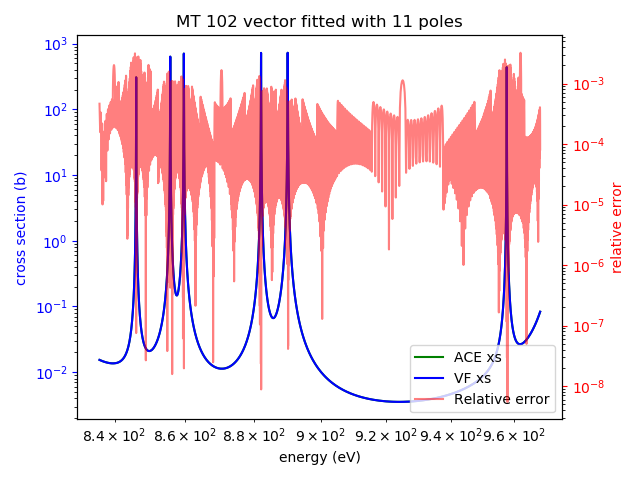 MT 102 vector fitted with 11 poles
10³
10²
10¹
10⁰
10⁻¹
10⁻²
cross section (b)
10⁻³
10⁻⁴
10⁻⁵
10⁻⁶
10⁻⁷
10⁻⁸
relative error
ACE xs
VF xs
Relative error
8.4 × 10² 8.6 × 10² 8.8 × 10² 9 × 10² 9.2 × 10² 9.4 × 10² 9.6 × 10²
energy (eV)